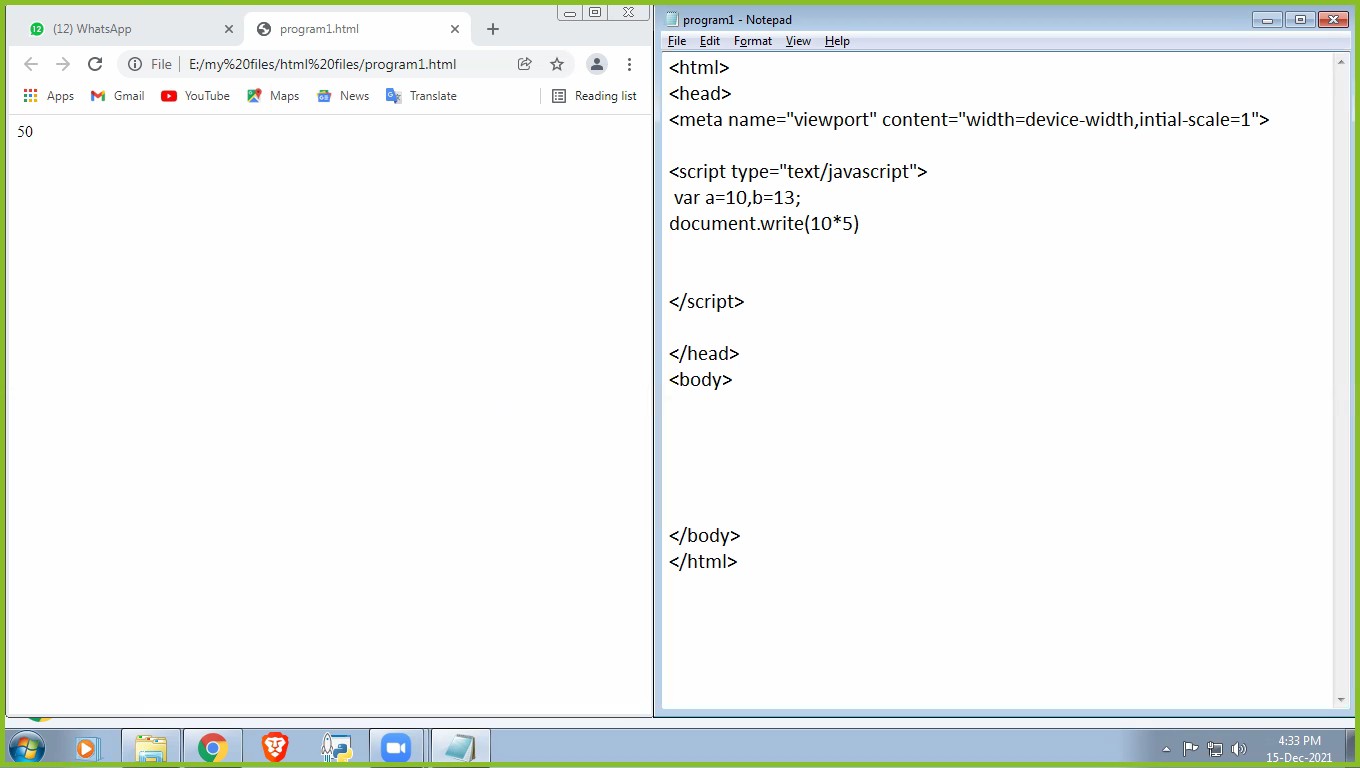 12 (12) WhatsApp
program1.html
File E:/my%20files/html%20files/program1.html
Apps Gmail YouTube Maps News Translate Reading list
50
program1 - Notepad
File Edit Format View Help
<html>
<head>
<meta name="viewport" content="width=device-width,intial-scale=1">
<script type="text/javascript">
var a=10,b=13;
document.write(10*5)
</script>
</head>
<body>
</body>
</html>
4:33 PM
15-Dec-2021